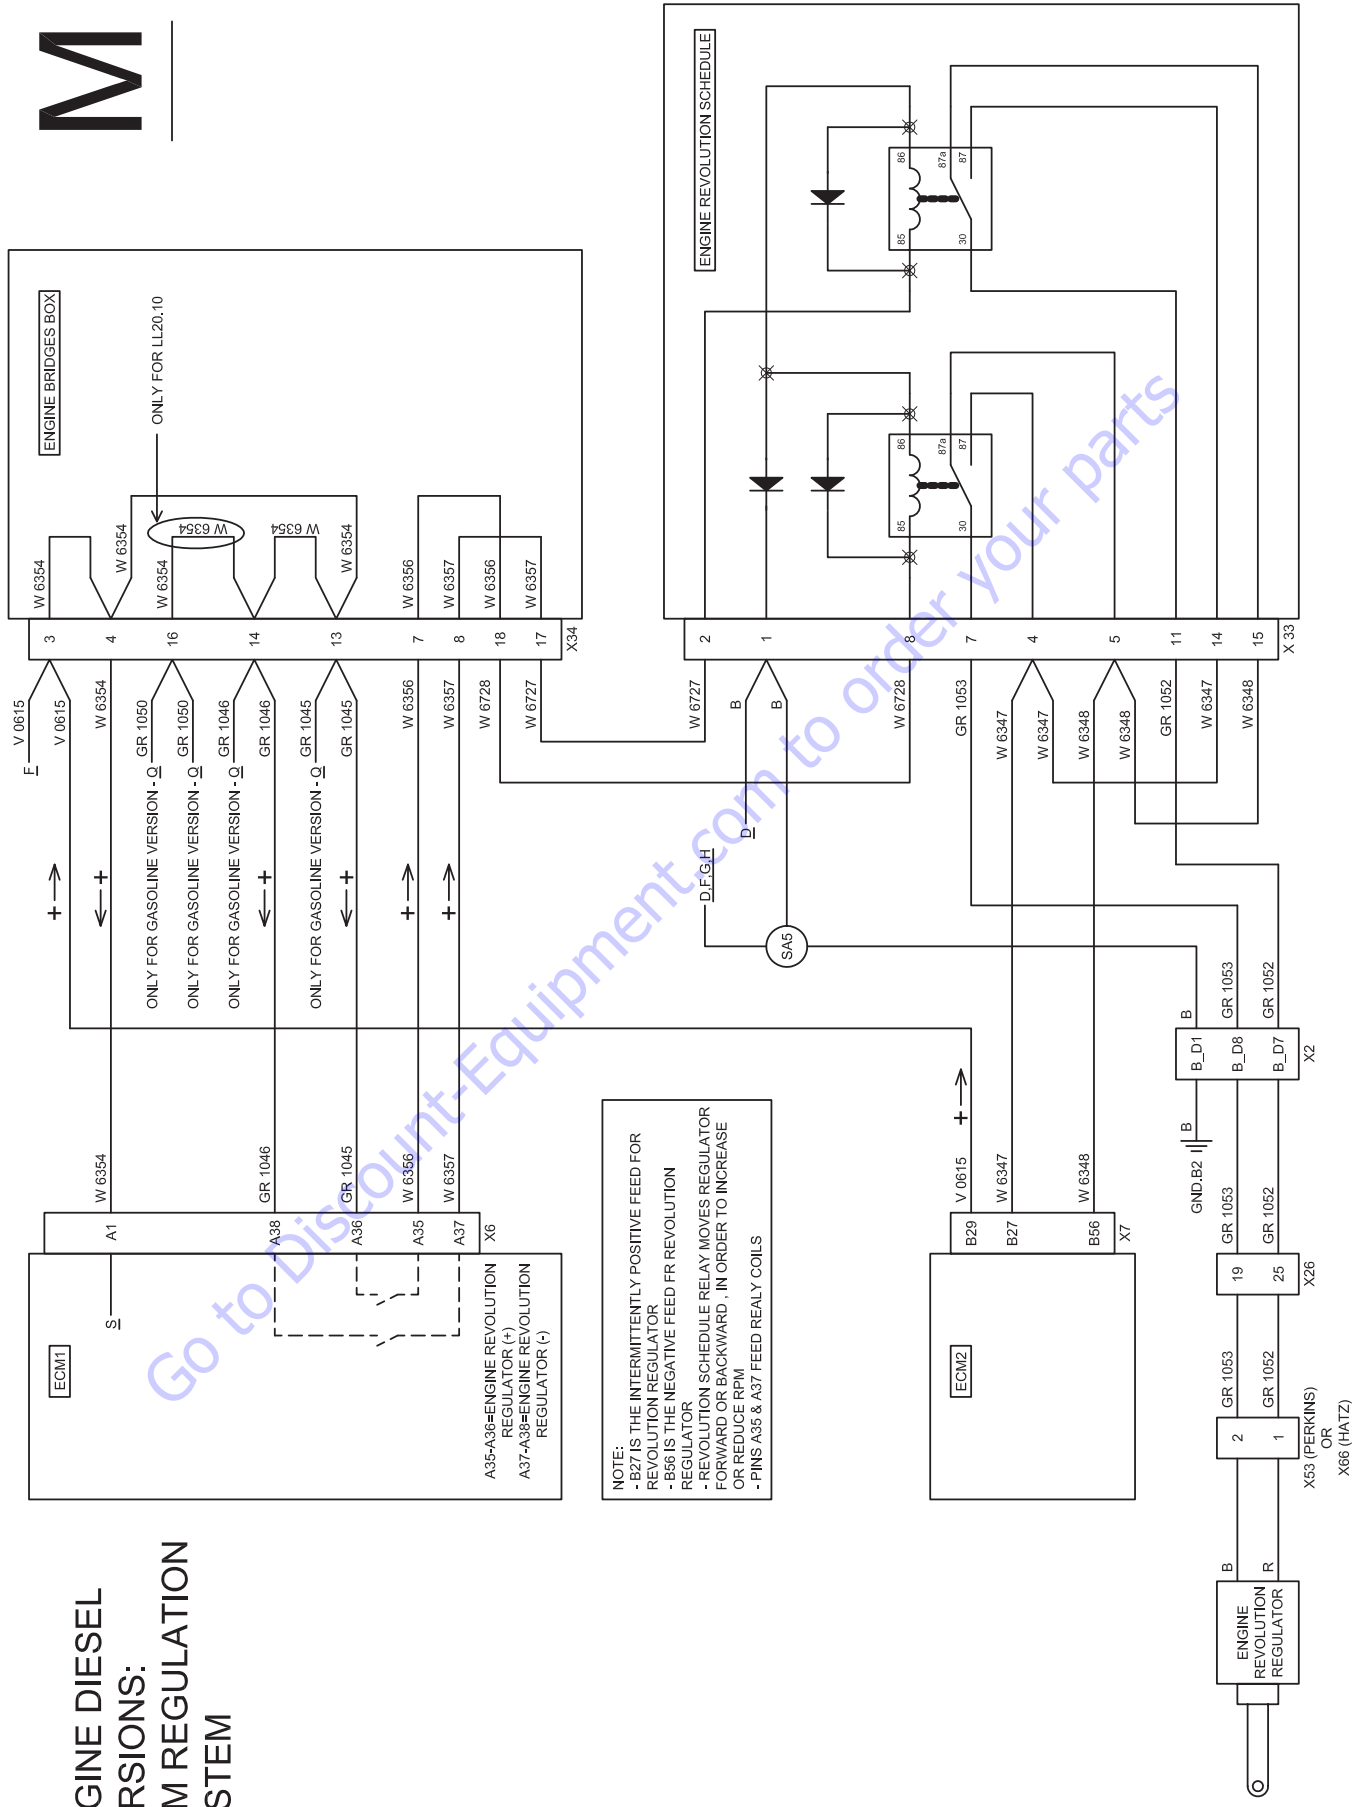 M
GINE DIESEL
RSIONS:
M REGULATION
STEM
ECM1
S
A1
A38
A36
A35
A37
X6
A35-A36=ENGINE REVOLUTION
REGULATOR (+)
A37-A38=ENGINE REVOLUTION
REGULATOR (-)
W 6354
GR 1046
GR 1045
W 6356
W 6357
V 0615
F
V 0615
W 6354
ONLY FOR GASOLINE VERSION - Q
GR 1050
ONLY FOR GASOLINE VERSION - Q
GR 1050
ONLY FOR GASOLINE VERSION - Q
GR 1046
GR 1046
ONLY FOR GASOLINE VERSION - Q
GR 1045
GR 1045
W 6356
W 6357
W 6728
W 6727
3
4
16
14
13
7
8
18
17
X34
ENGINE BRIDGES BOX
ONLY FOR LL20.10
W 6354
W 6354
W 6354
W 6354
W 6354
W 6354
W 6356
W 6357
W 6356
W 6357
NOTE:
- B27 IS THE INTERMITTENTLY POSITIVE FEED FOR
REVOLUTION REGULATOR
- B56 IS THE NEGATIVE FEED FR REVOLUTION
REGULATOR
- REVOLUTION SCHEDULE RELAY MOVES REGULATOR
FORWARD OR BACKWARD , IN ORDER TO INCREASE
OR REDUCE RPM
- PINS A35 & A37 FEED REALY COILS
ECM2
B29
B27
B56
X7
V 0615
W 6347
W 6348
D,F,G,H
SA5
D
W 6727
B
B
W 6728
GR 1053
W 6347
W 6347
W 6348
W 6348
GR 1052
W 6347
W 6348
2
1
8
7
4
5
11
14
15
X 33
ENGINE REVOLUTION SCHEDULE
85
86
30
87a
87
85
86
30
87a
87
ENGINE
REVOLUTION
REGULATOR
B
R
2
1
X53 (PERKINS)
OR
X66 (HATZ)
GR 1053
GR 1052
19
25
X26
GR 1053
GR 1052
GND.B2
B
B_D1
B_D8
B_D7
X2
B
GR 1053
GR 1052
Go to Discount-Equipment.com to order your parts